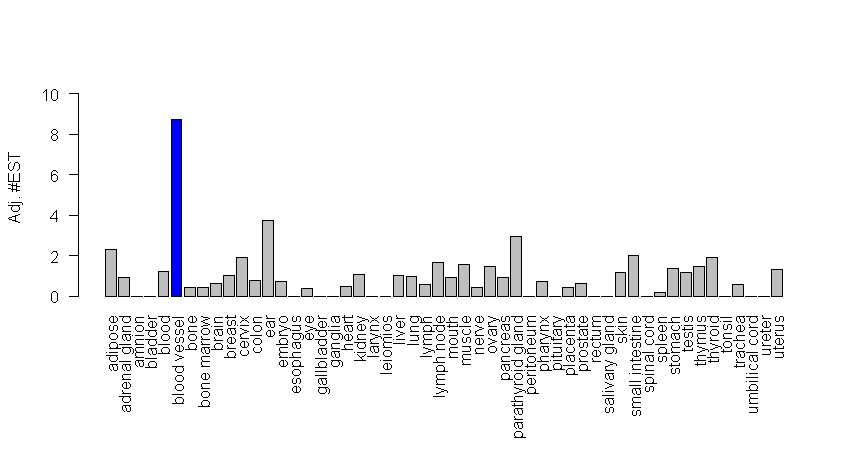 Adj. #EST
10
8
6
4
2
0
adipose
adrenal gland
amnion
bladder
blood
blood vessel
bone
bone marrow
brain
breast
cervix
colon
ear
embryo
esophagus
eye
gallbladder
ganglia
heart
kidney
larynx
leiomios
liver
lung
lymph
lymph node
mouth
muscle
nerve
ovary
pancreas
parathyroid gland
peritoneum
pharynx
pituitary
placenta
prostate
rectum
salivary gland
skin
small intestine
spinal cord
spleen
stomach
testis
thymus
thyroid
tonsil
trachea
umbilical cord
ureter
uterus